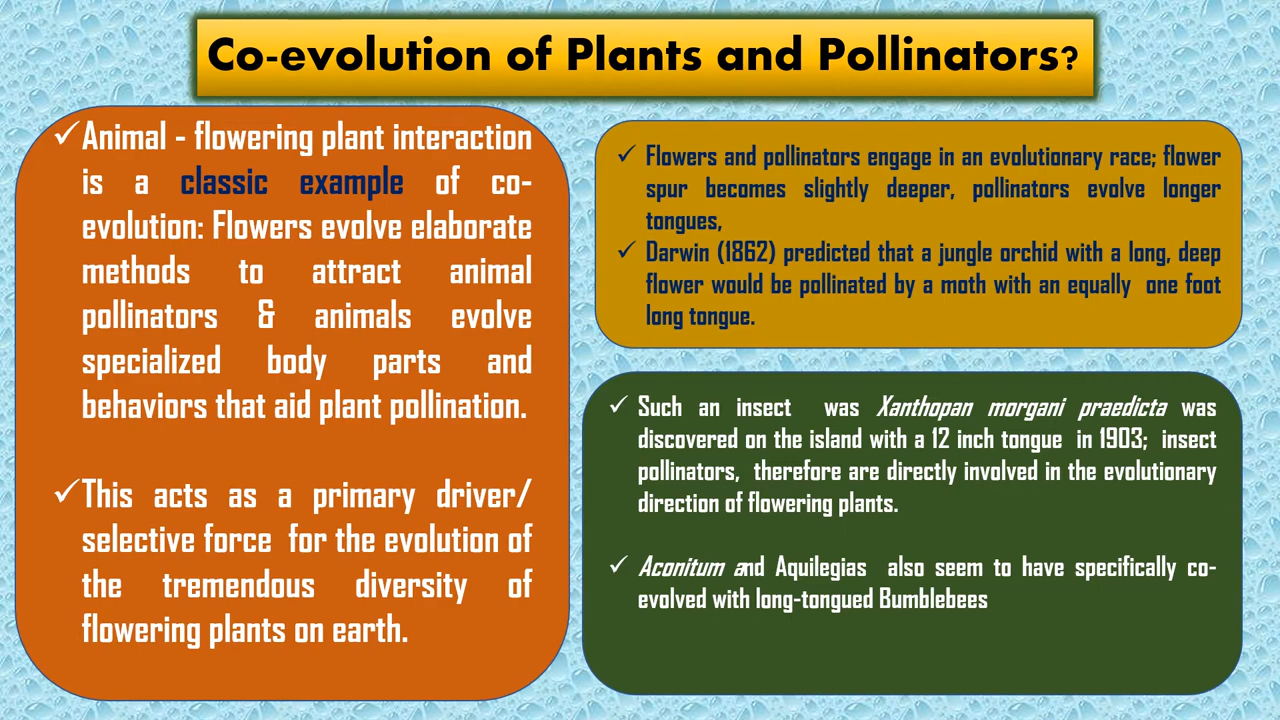 Co-evolution of Plants and Pollinators?
✓Animal - flowering plant interaction
is a classic example of co-
evolution: Flowers evolve elaborate
methods to attract animal
pollinators & animals evolve
specialized body parts and
behaviors that aid plant pollination.
✓This acts as a primary driver/
selective force for the evolution of
the tremendous diversity of
flowering plants on earth.
✓ Flowers and pollinators engage in an evolutionary race; flower
spur becomes slightly deeper, pollinators evolve longer
tongues,
✓ Darwin (1862) predicted that a jungle orchid with a long, deep
flower would be pollinated by a moth with an equally one foot
long tongue.
✓ Such an insect was Xanthopan morgani praedicta was
discovered on the island with a 12 inch tongue in 1903; insect
pollinators, therefore are directly involved in the evolutionary
direction of flowering plants.
✓ Aconitum and Aquilegias also seem to have specifically co-
evolved with long-tongued Bumblebees